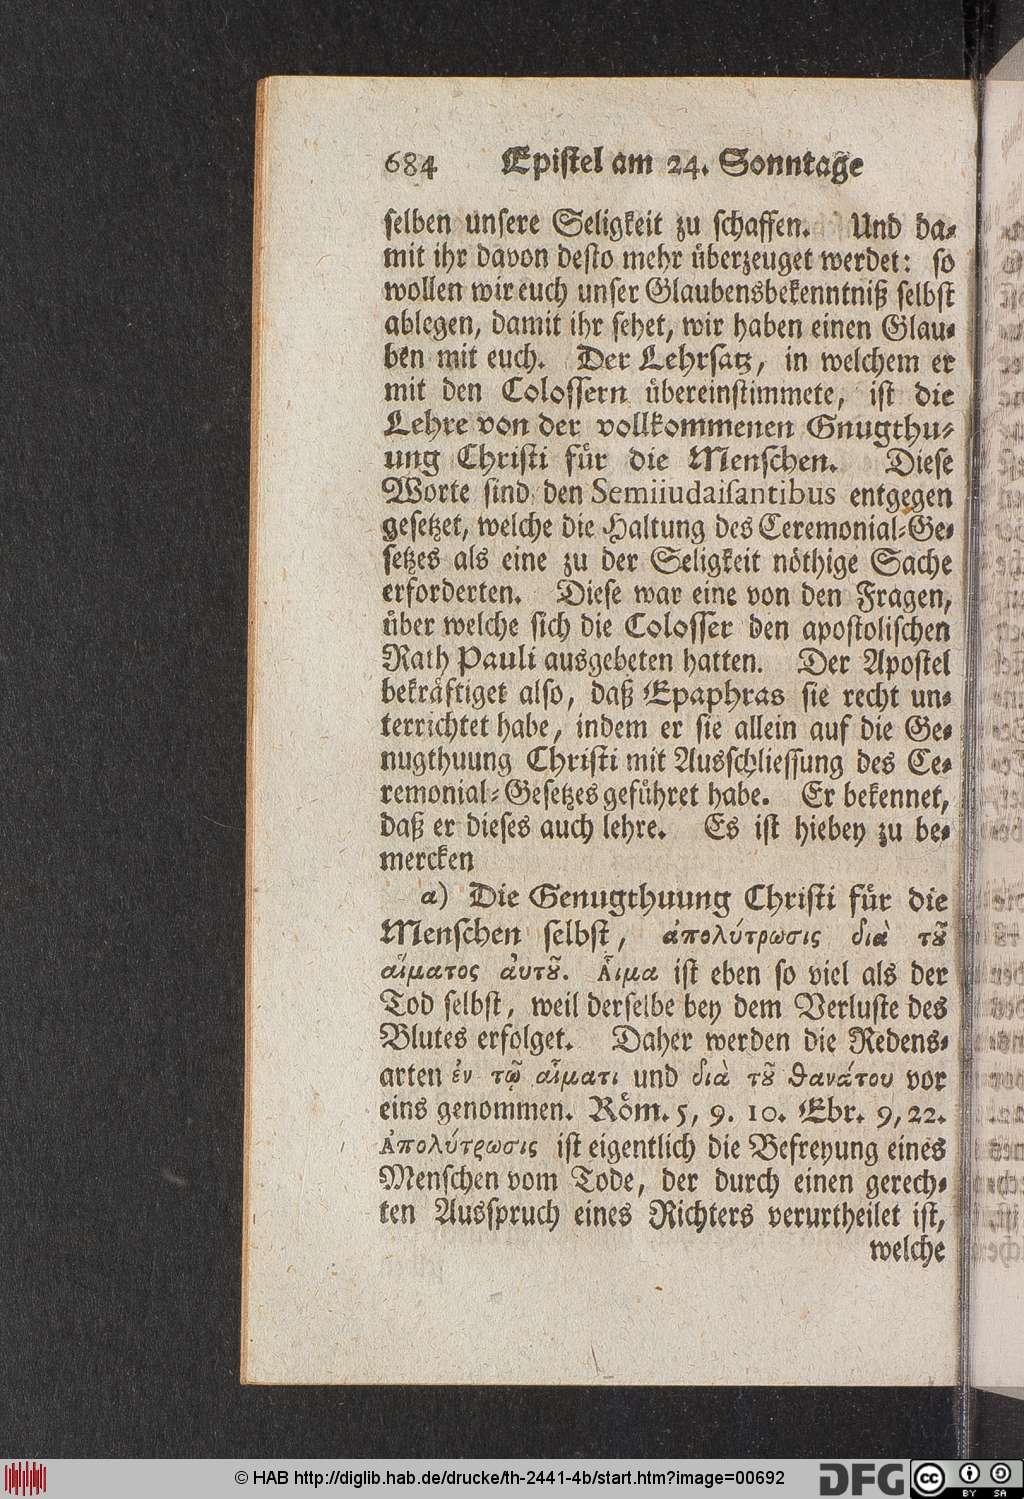 684 Epiſtel am 24. Sonntage
ſelben unſere Seligkeit zu ſchaffen. Und da-
mit ihr davon deſto mehr überzeuget werdet: ſo
wollen wir euch unſer Glaubensbekenntniß ſelbſt
ablegen, damit ihr ſehet, wir haben einen Glau-
ben mit euch. Der Lehrſatz, in welchem er
mit den Coloſſern übereinſtimmete, iſt die
Lehre von der vollkommenen Gnugthu-
ung Chriſti für die Menſchen. Dieſe
Worte ſind den Semiiudaiſantibus entgegen
geſetzet, welche die Haltung des Ceremonial-Ge-
ſetzes als eine zu der Seligkeit nöthige Sache
erforderten. Dieſe war eine von den Fragen,
über welche ſich die Coloſſer den apoſtoliſchen
Rath Pauli ausgebeten hatten. Der Apoſtel
bekräftiget alſo, daß Epaphras ſie recht un-
terrichtet habe, indem er ſie allein auf die Ge-
nugthuung Chriſti mit Ausſchlieſſung des Ce-
remonial-Geſetzes geführet habe. Er bekennet,
daß er dieſes auch lehre. Es iſt hiebey zu be-
mercken
a) Die Genugthuung Chriſti für die
Menſchen ſelbſt, ἀπολύτρωσις διὰ τȣ͂
αἵματος ἀυτȣ͂. Ἇιμα iſt eben ſo viel als der
Tod ſelbſt, weil derſelbe bey dem Verluſte des
Blutes erfolget. Daher werden die Redens-
arten ἐν τῷ αἵματι und διὰ τȣ͂ θανάτου vor
eins genommen. Röm. 5, 9. 10. Ebr. 9, 22.
Ἀπολύτρωσις iſt eigentlich die Befreyung eines
Menſchen vom Tode, der durch einen gerech-
ten Ausſpruch eines Richters verurtheilet iſt,
welche
© HAB http://diglib.hab.de/drucke/th-2441-4b/start.htm?image=00692 DFG cc BY SA